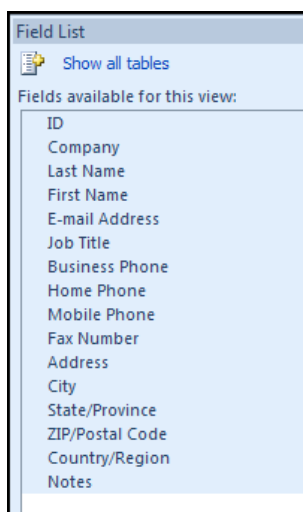 Field List
Show all tables
Fields available for this view:
ID
Company
Last Name
First Name
E-mail Address
Job Title
Business Phone
Home Phone
Mobile Phone
Fax Number
Address
City
State/Province
ZIP/Postal Code
Country/Region
Notes